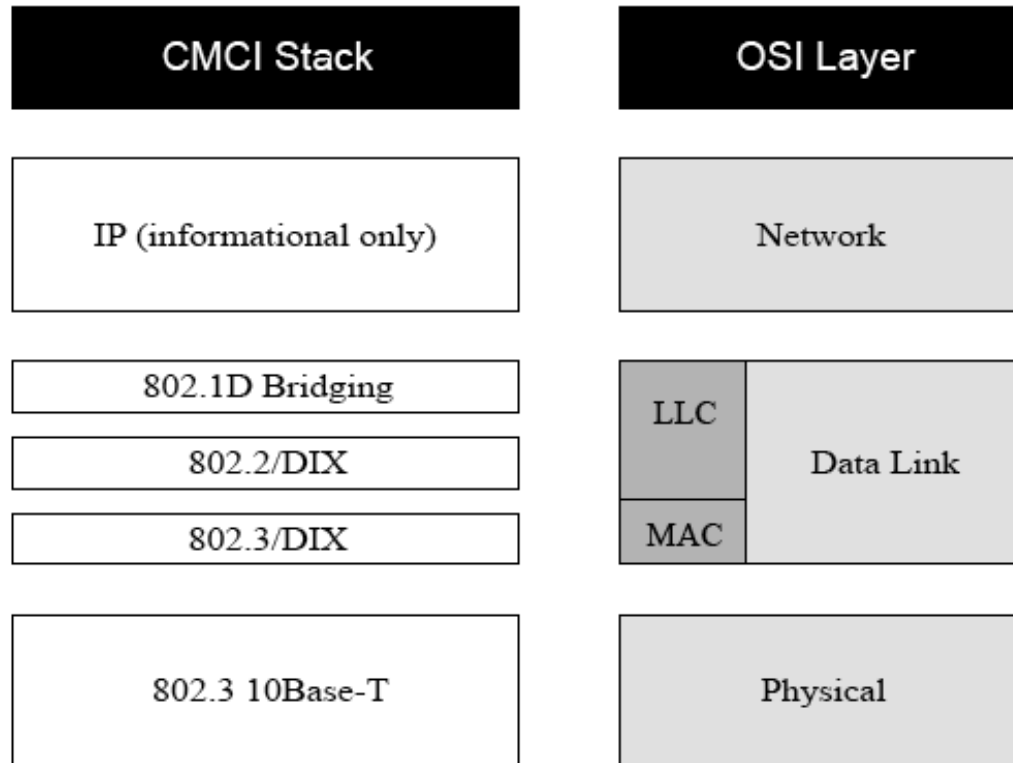 CMCI Stack
OSI Layer
IP (informational only)
Network
802.1D Bridging
802.2/DIX
802.3/DIX
LLC
MAC
Data Link
802.3 10Base-T
Physical